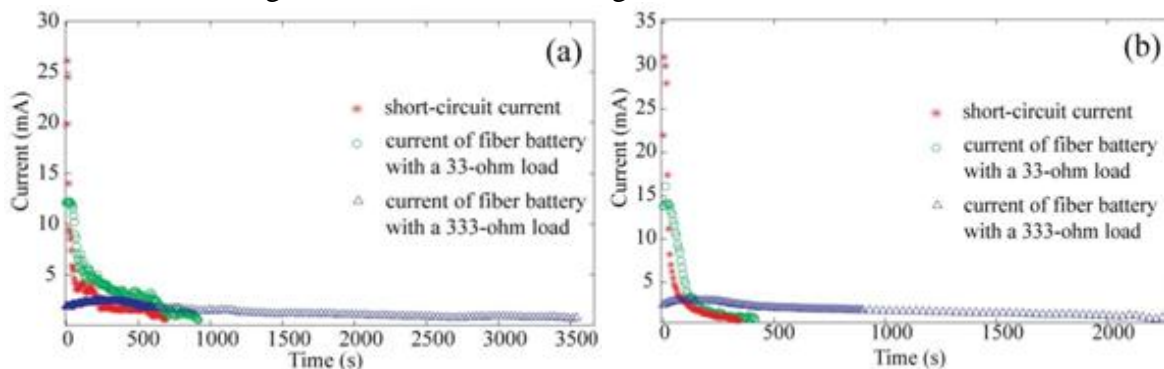 (a)
30
25
20
15
10
5
Current (mA)
short-circuit current
current of fiber battery
with a 33-ohm load
current of fiber battery
with a 333-ohm load
0 500 1000 1500 2000 2500 3000 3500
Time (s)
(b)
35
30
25
20
15
10
5
Current (mA)
short-circuit current
current of fiber battery
with a 33-ohm load
current of fiber battery
with a 333-ohm load
0 500 1000 1500 2000
Time (s)